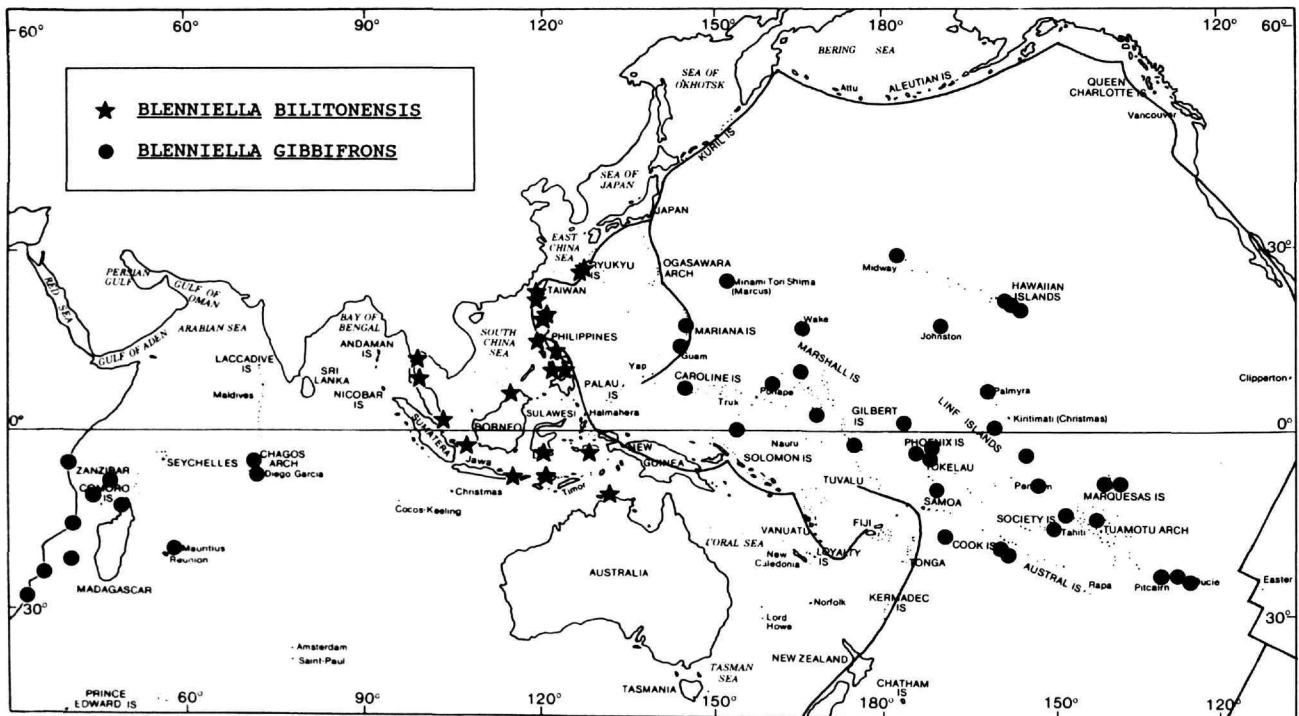 60° 90° 120° 150° 180° 150° 120° 60°
60°
BERING SEA
SEA OF
OKHOTSK
Attu
ALEUTIAN IS
QUEEN
CHARLOTTE IS
Vancouver
BLENNIELLA BILITONENSIS
BLENNIELLA GIBBIFRONS
KURIL IS
SEA OF
JAPAN
JAPAN
30°
30°
EAST
CHINA
SEA
RYUKYU
IS
OGASAWARA
ARCH
Midway
PERSIAN
GULF
GULF OF
OMAN
RED SEA
TAIWAN
Minami Tori Shima
(Marcus)
HAWAIIAN
ISLANDS
ARABIAN SEA
BAY OF
BENGAL
GULF OF ADEN
ANDAMAN
IS
SOUTH
CHINA
SEA
PHILIPPINES
MARIANA IS
Wake
Johnston
Guam
LACCADIVE
IS
SRI
LANKA
NICOBAR
IS
Maldives
Yap
CAROLINE IS
MARSHALL IS
PALAU
IS
Ponape
Truk
Palmyra
Clipperton
Kiritimati (Christmas)
LINE ISLANDS
GILBERT
IS
SULAWESI
Halmahera
BORNEO
SUMATERA
0°
0°
Nauru
PHOENIX IS
ZANZIBAR
SEYCHELLES
CHAGOS
ARCH
Diego Garcia
Jawa
NEW
GUINEA
SOLOMON IS
TOKELAU
COMORO
IS
Christmas
Timor
TUVALU
SAMOA
MARQUESAS IS
Cocos-Keeling
SOCIETY IS
Tahiti
TUAMOTU ARCH
VANUATU
FIJI
CORAL SEA
Mauritius
Reunion
New
Caledonia
LOYALTY
IS
TONGA
COOK IS
AUSTRAL IS
Rapa
Pitcairn
Ducie
Easter
MADAGASCAR
AUSTRALIA
30°
30°
Norfolk
KERMADEC
IS
Lord
Howe
Amsterdam
Saint-Paul
NEW ZEALAND
TASMAN
SEA
TASMANIA
CHATHAM
IS
PRINCE
EDWARD IS
60° 90° 120° 150° 180° 150° 120°